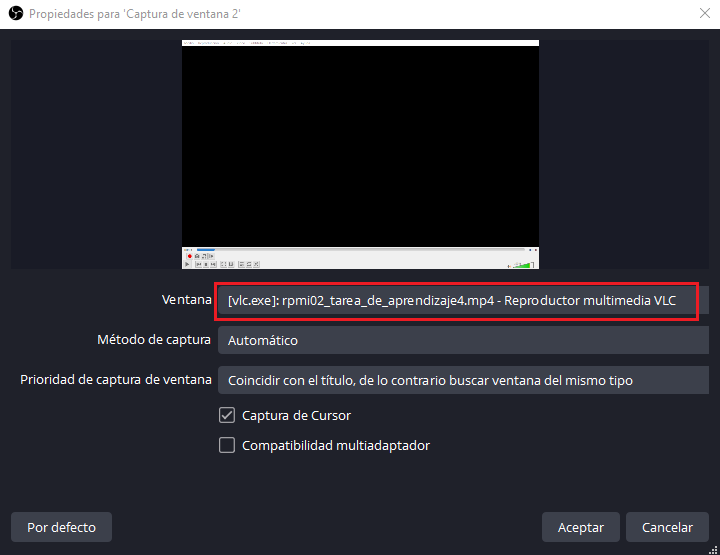 Propiedades para 'Captura de ventana 2'
Ventana [vlc.exe]: rpmi02_tarea_de_aprendizaje4.mp4 - Reproductor multimedia VLC
Método de captura Automático
Prioridad de captura de ventana Coincidir con el título, de lo contrario buscar ventana del mismo tipo
Captura de Cursor
Compatibilidad multiadaptador
Por defecto Aceptar Cancelar